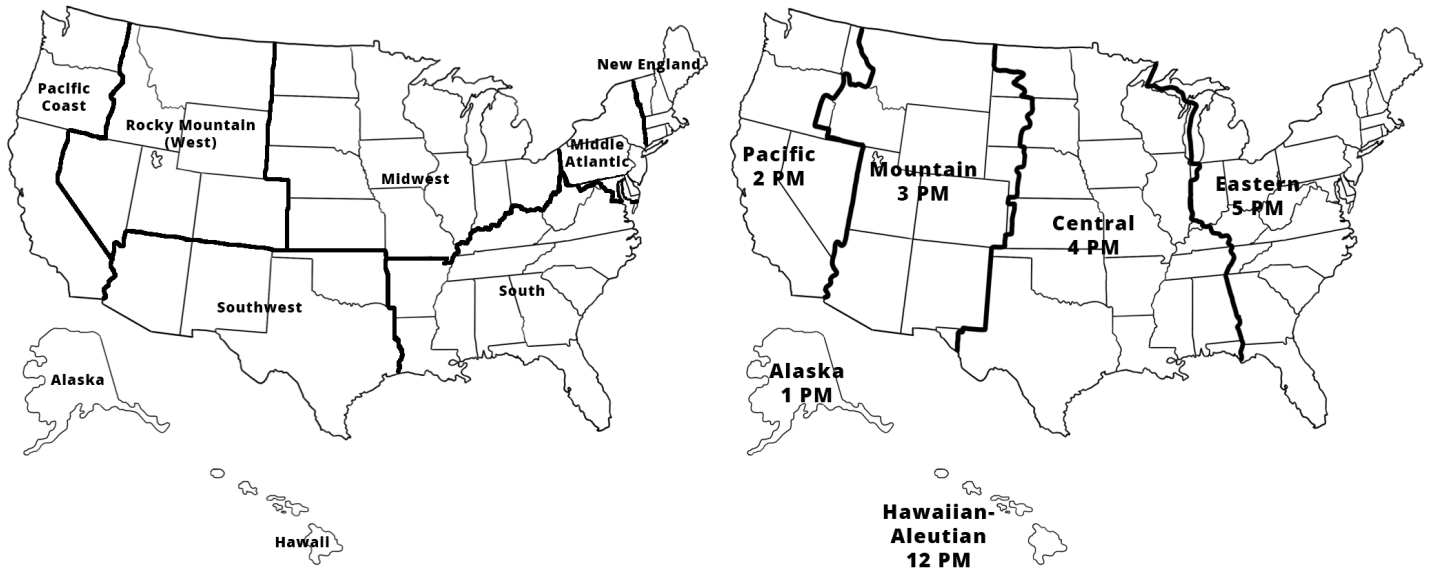 New England
Pacific
Coast
Rocky Mountain
(West)
Middle
Atlantic
Midwest
South
Southwest
Alaska
Hawaii
Pacific
2 PM
Mountain
3 PM
Central
4 PM
Eastern
5 PM
Alaska
1 PM
Hawaiian-
Aleutian
12 PM